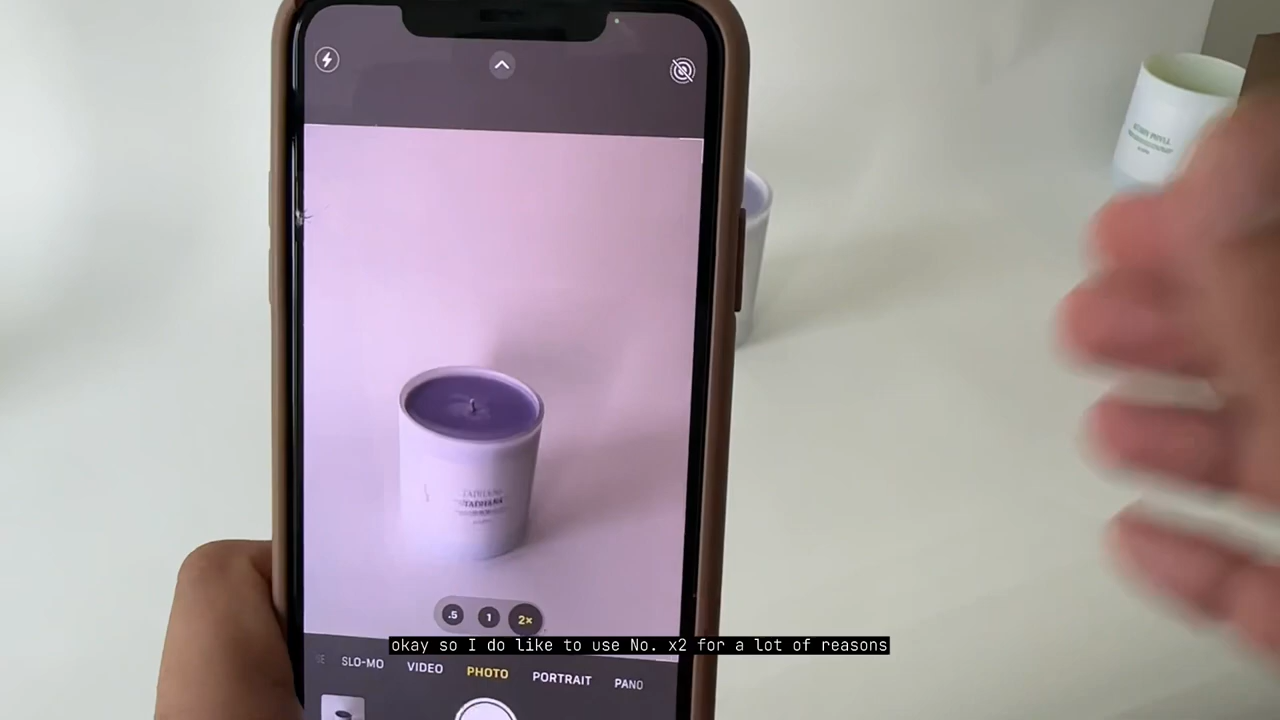 .5 1 2×
okay so I do like to use No. x2 for a lot of reasons
SLO-MO VIDEO PHOTO PORTRAIT PANO